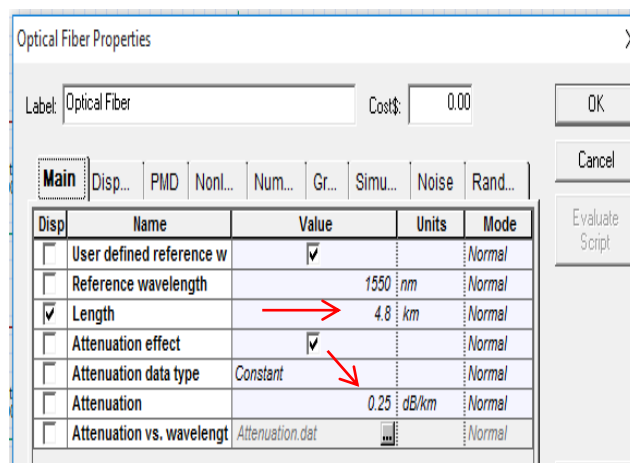 Optical Fiber Properties
Label: Optical Fiber Cost$: 0.00 OK
Cancel
Main Disp... PMD Nonl... Num... Gr... Simu... Noise Rand...
Evaluate
Script
Disp Name Value Units Mode
User defined reference w Normal
Reference wavelength 1550 nm Normal
Length 4.8 km Normal
Attenuation effect Normal
Attenuation data type Constant Normal
Attenuation 0.25 dB/km Normal
Attenuation vs. wavelengt Attenuation.dat ... Normal